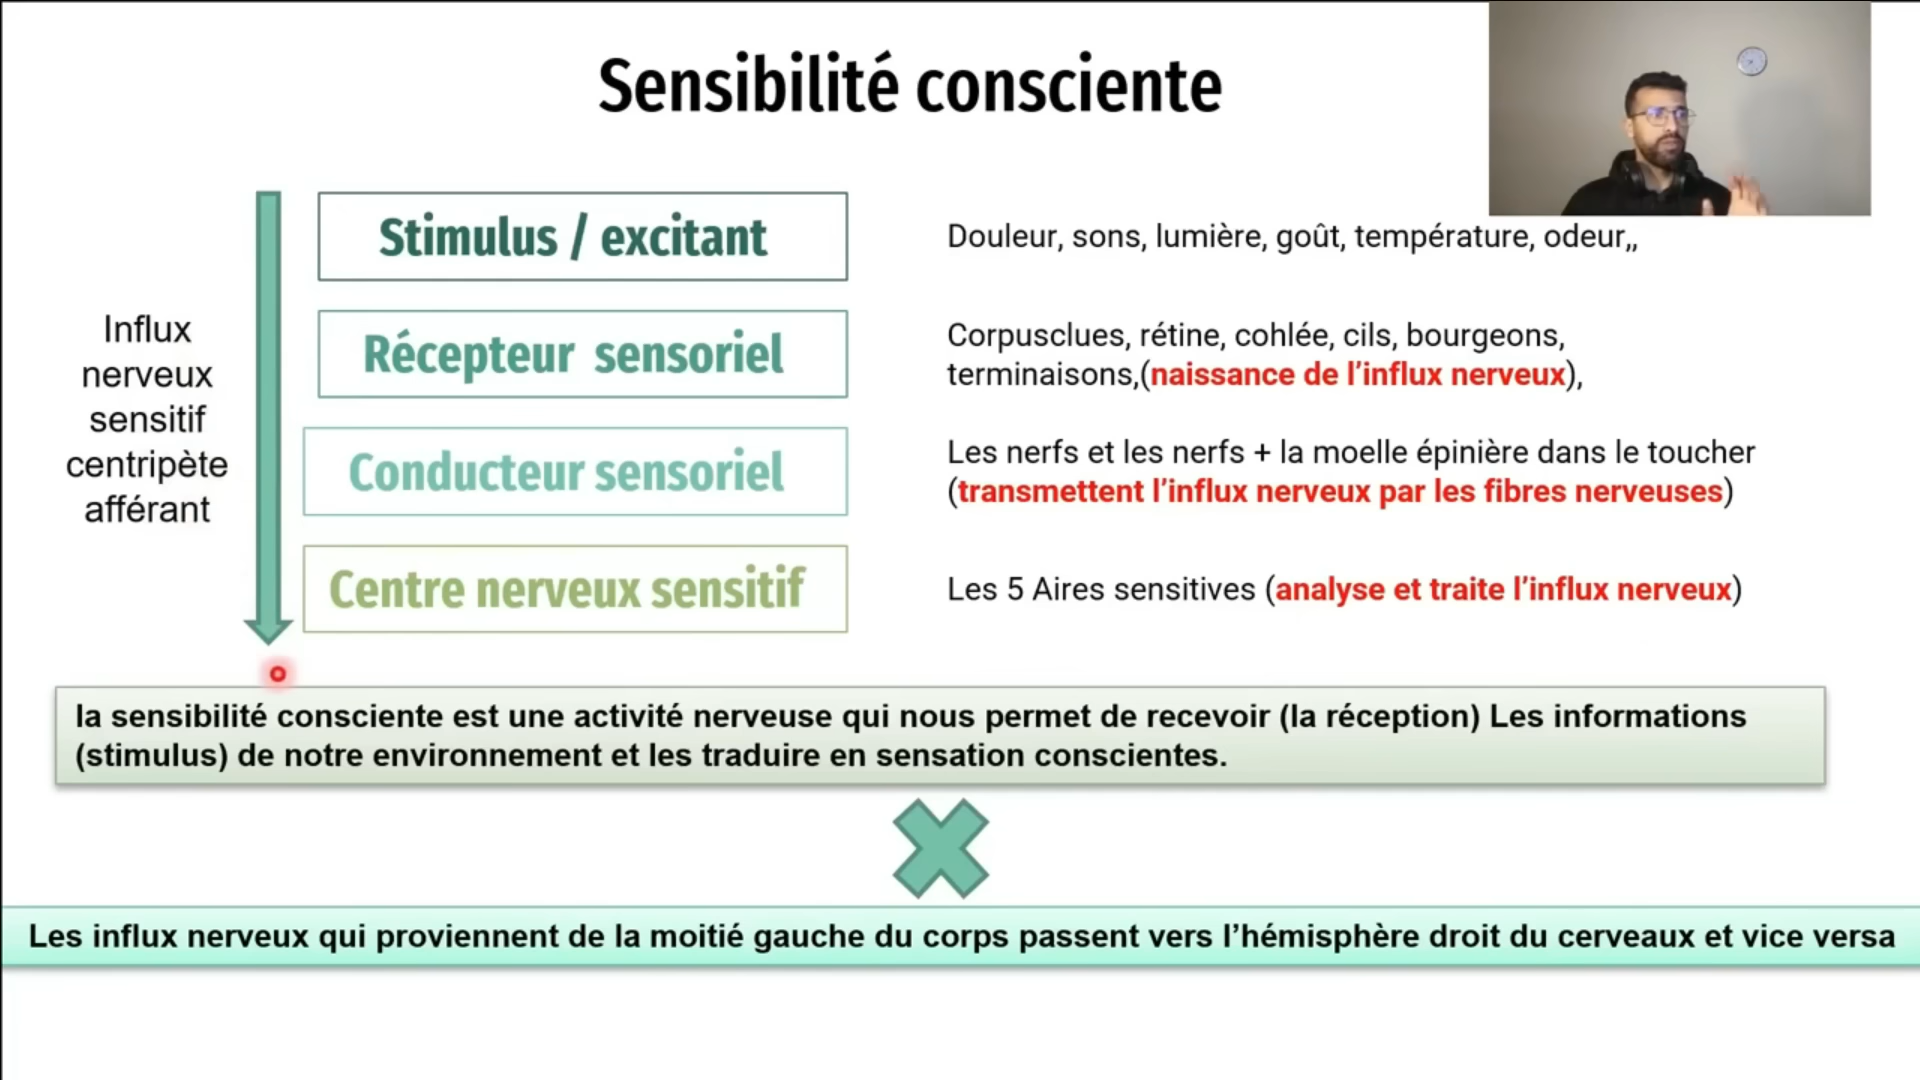 Sensibilité consciente
Stimulus / excitant
Douleur, sons, lumière, goût, température, odeur,,
Influx
nerveux
sensitif
centripète
afférant
Récepteur sensoriel
Corpusclues, rétine, cohlée, cils, bourgeons,
terminaisons,(naissance de l’influx nerveux),
Conducteur sensoriel
Les nerfs et les nerfs + la moelle épinière dans le toucher
(transmettent l’influx nerveux par les fibres nerveuses)
Centre nerveux sensitif
Les 5 Aires sensitives (analyse et traite l’influx nerveux)
la sensibilité consciente est une activité nerveuse qui nous permet de recevoir (la réception) Les informations
(stimulus) de notre environnement et les traduire en sensation conscientes.
Les influx nerveux qui proviennent de la moitié gauche du corps passent vers l’hémisphère droit du cerveaux et vice versa